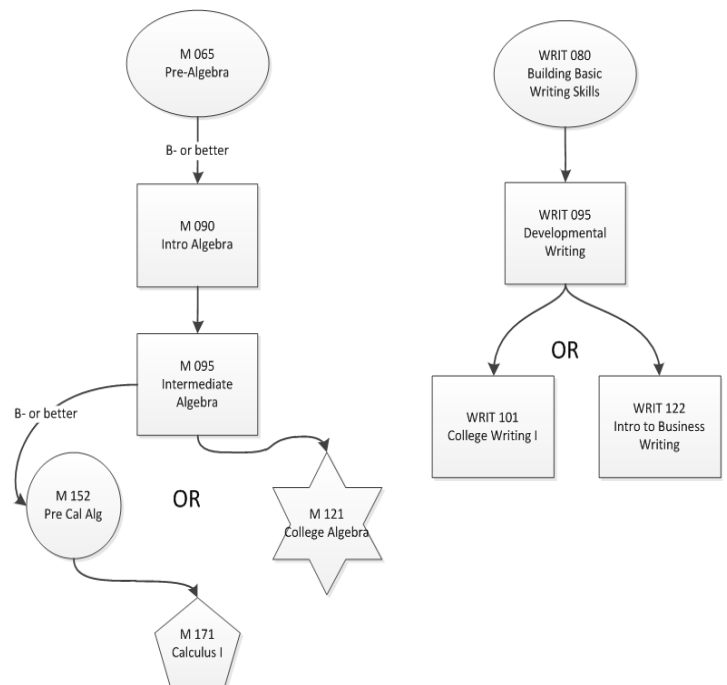 M 065
Pre-Algebra
B- or better
M 090
Intro Algebra
M 095
Intermediate
Algebra
B- or better
M 152
Pre Cal Alg
OR
M 121
College Algebra
M 171
Calculus I
WRIT 080
Building Basic
Writing Skills
WRIT 095
Developmental
Writing
OR
WRIT 101
College Writing I
WRIT 122
Intro to Business
Writing